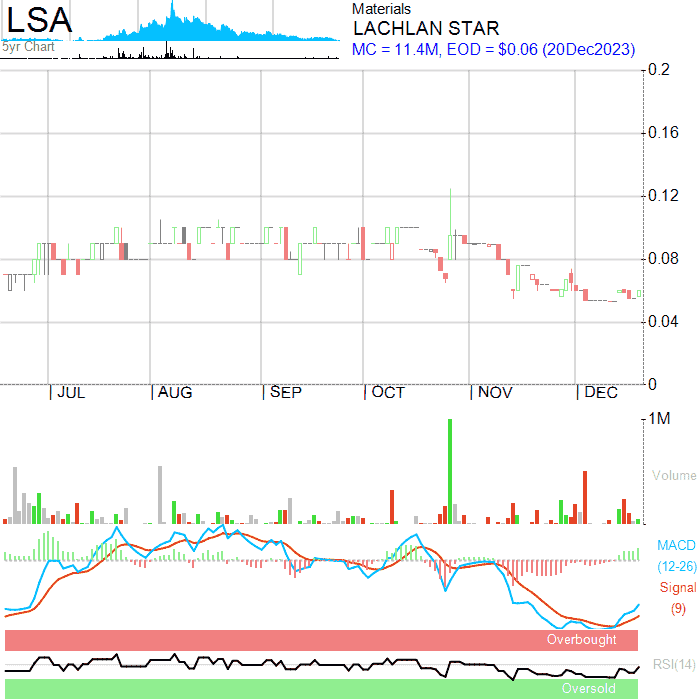 LSA
5yr Chart
Materials
LACHLAN STAR
MC = 11.4M, EOD = $0.06 (20Dec2023)
0.2
0.16
0.12
0.08
0.04
0
JUL
AUG
SEP
OCT
NOV
DEC
1M
Volume
MACD
(12-26)
Signal
(9)
Overbought
RSI(14)
Oversold